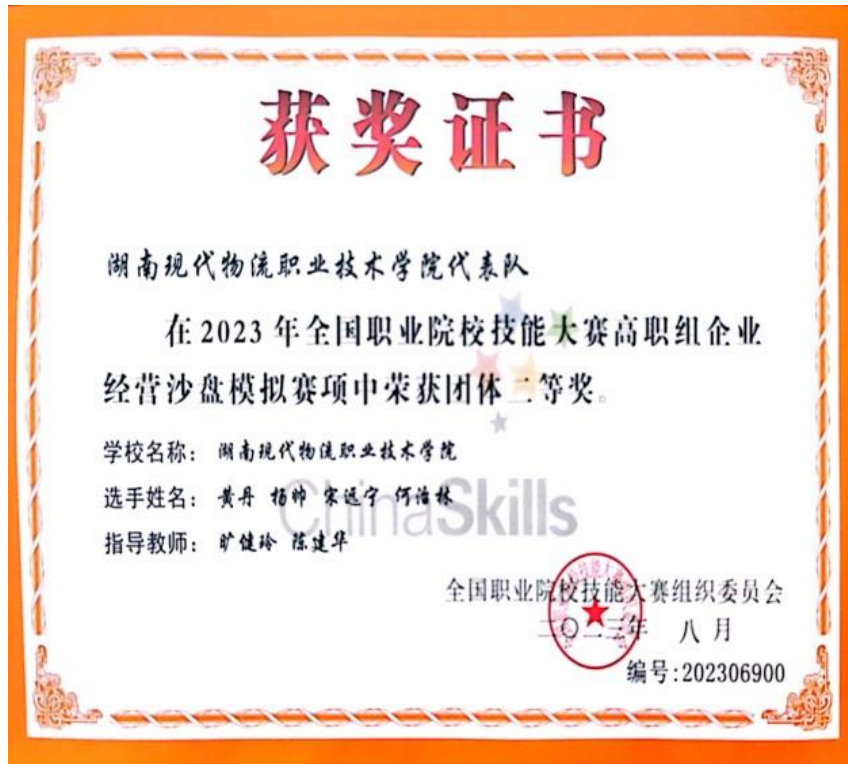 获奖证书
湖南现代物流职业技术学院代表队
在2023年全国职业院校技能大赛高职组企业
经营沙盘模拟赛项中荣获团体二等奖。
学校名称：湖南现代物流职业技术学院
选手姓名：黄丹 杨帅 宋远宁 何治林
指导教师：旷健玲 陈建华
ChinaSkills
全国职业院校技能大赛组织委员会
二〇二三年 八月
编号:202306900